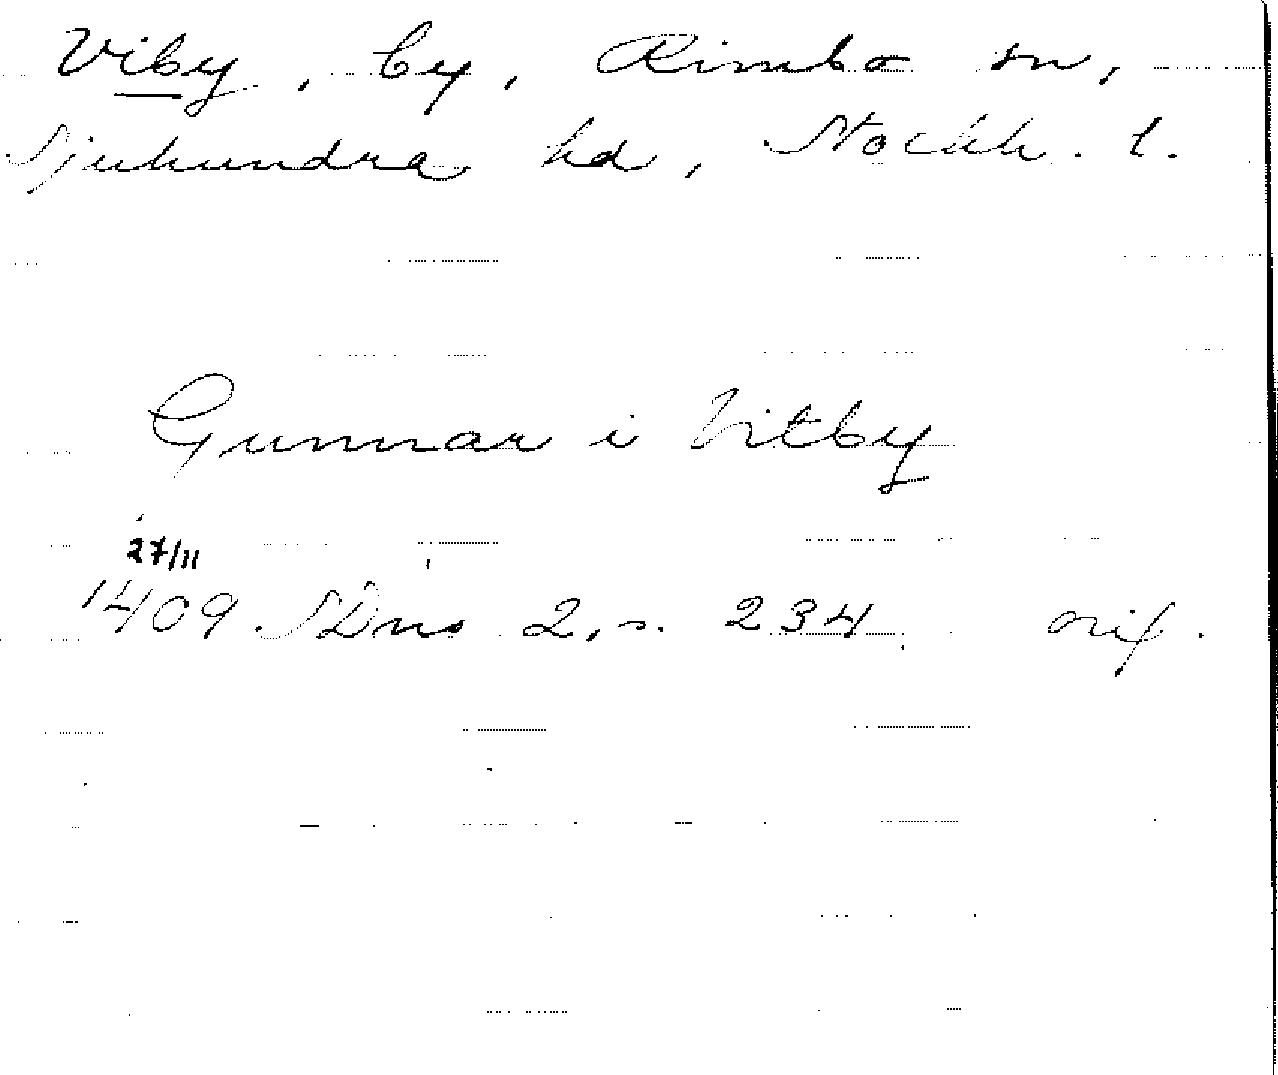 Viby, by, Rimbo sn,
Sjuhundra hd, Stockh. l.
Gunnar i Vitby
27/11
1409 SDns 2, s. 234 orig.